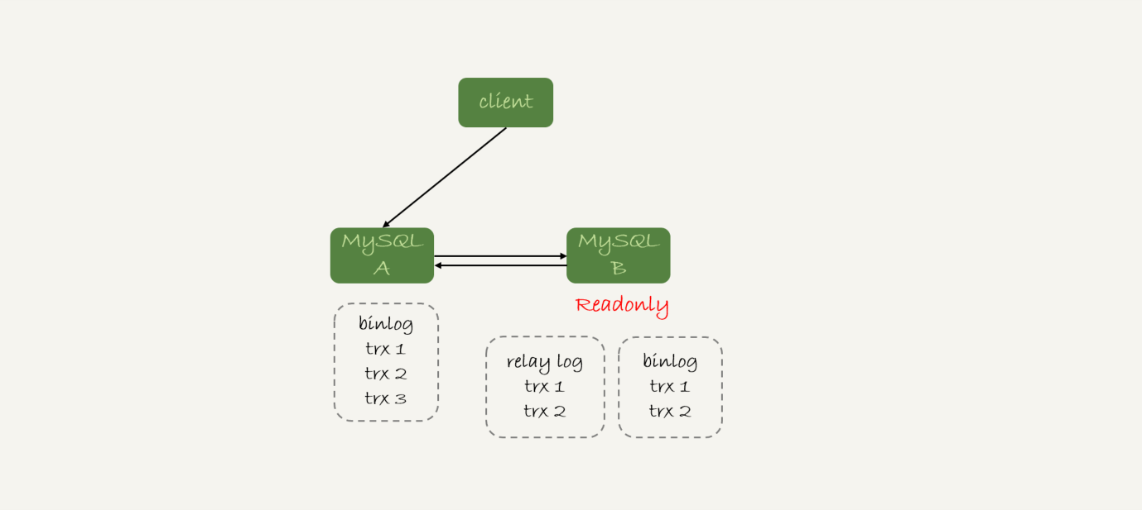 client
MySQL
A
MySQL
B
Readonly
binlog
trx 1
trx 2
trx 3
relay log
trx 1
trx 2
binlog
trx 1
trx 2